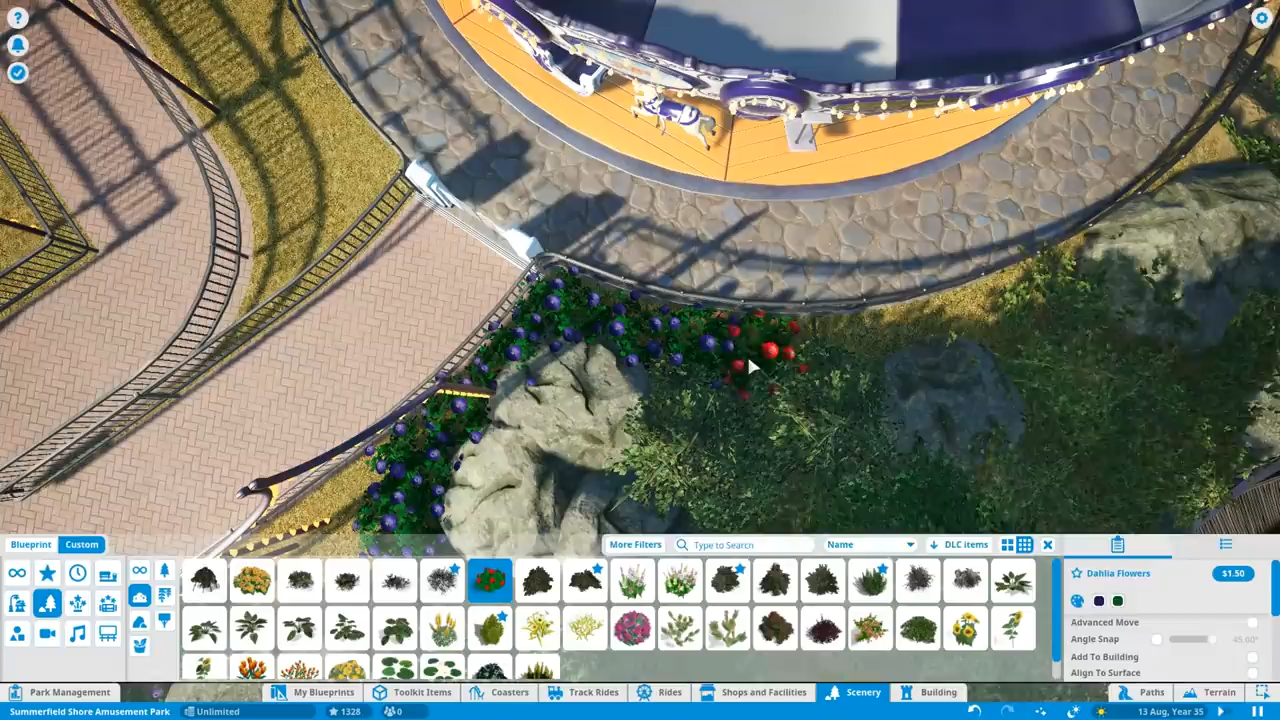 Blueprint
Custom
More Filters
Type to Search
Name
DLC items
Dahlia Flowers
$1.50
Advanced Move
Angle Snap
45.00°
Add To Building
Align To Surface
Park Management
My Blueprints
Toolkit Items
Coasters
Track Rides
Rides
Shops and Facilities
Scenery
Building
Paths
Terrain
Summerfield Shore Amusement Park
Unlimited
1328
0
13 Aug, Year 35